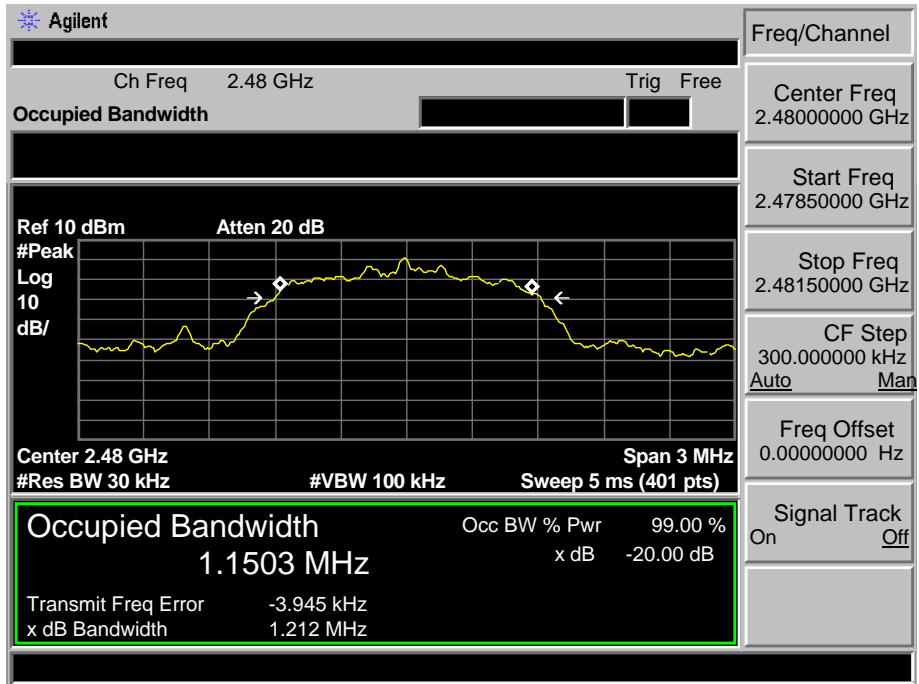 Agilent
Freq/Channel
Ch Freq 2.48 GHz Trig Free
Occupied Bandwidth
Center Freq
2.48000000 GHz
Start Freq
2.47850000 GHz
Ref 10 dBm Atten 20 dB
#Peak
Log
10
dB/
Stop Freq
2.48150000 GHz
CF Step
300.000000 kHz
Auto Man
Freq Offset
0.00000000 Hz
Center 2.48 GHz Span 3 MHz
#Res BW 30 kHz #VBW 100 kHz Sweep 5 ms (401 pts)
Signal Track
On Off
Occupied Bandwidth Occ BW % Pwr 99.00 %
1.1503 MHz x dB -20.00 dB
Transmit Freq Error -3.945 kHz
x dB Bandwidth 1.212 MHz